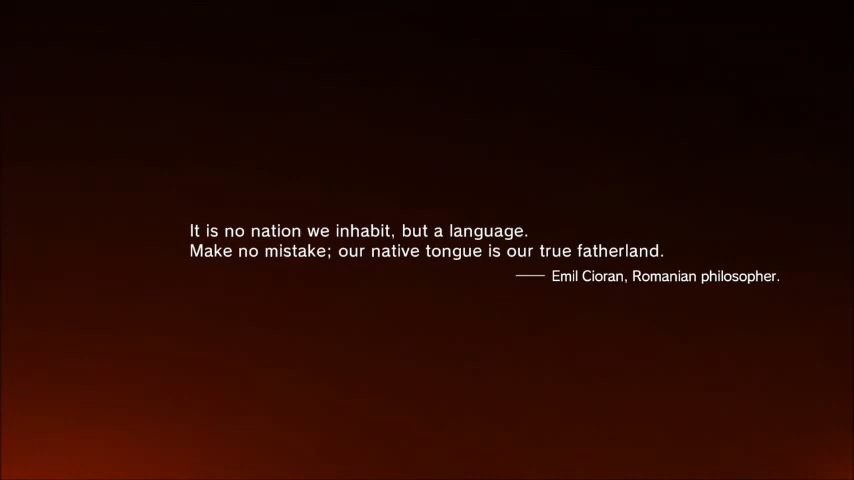 It is no nation we inhabit, but a language.
Make no mistake; our native tongue is our true fatherland.
—— Emil Cioran, Romanian philosopher.